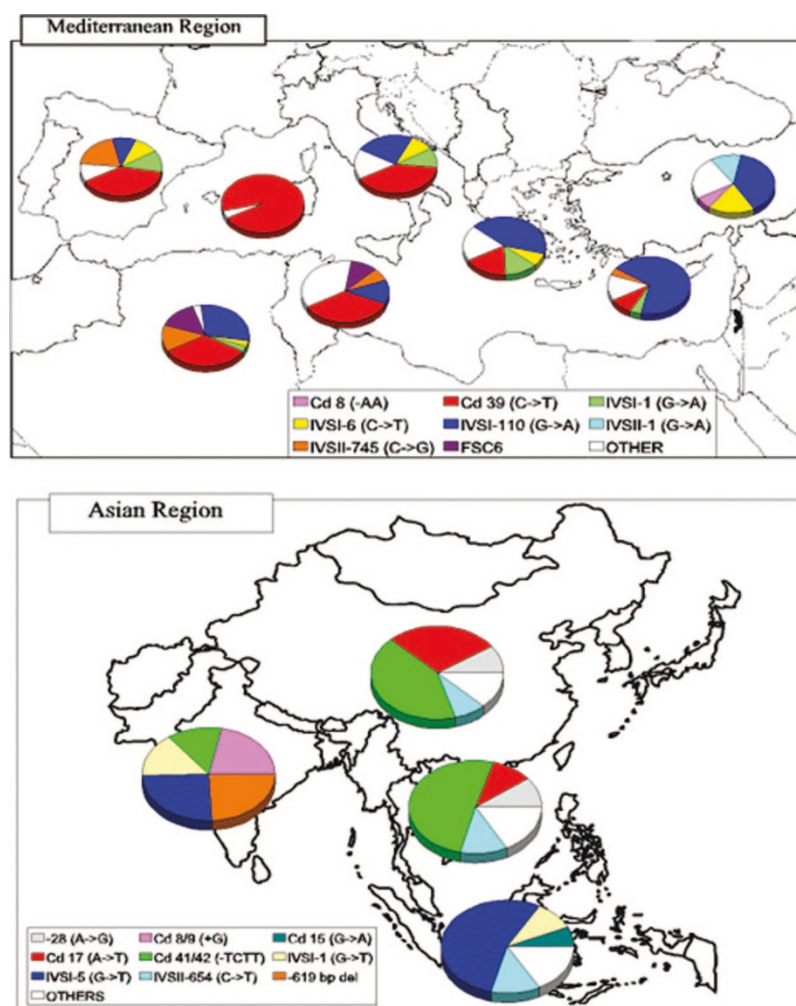 Mediterranean Region
Cd 8 (-AA) Cd 39 (C->T) IVSI-1 (G->A)
IVSI-6 (C->T) IVSI-110 (G->A) IVSII-1 (G->A)
IVSII-745 (C->G) FSC6 OTHER
Asian Region
-28 (A->G) Cd 8/9 (+G) Cd 15 (G->A)
Cd 17 (A->T) Cd 41/42 (-TCTT) IVSI-1 (G->T)
IVSI-5 (G->T) IVSII-654 (C->T) -619 bp del
OTHERS